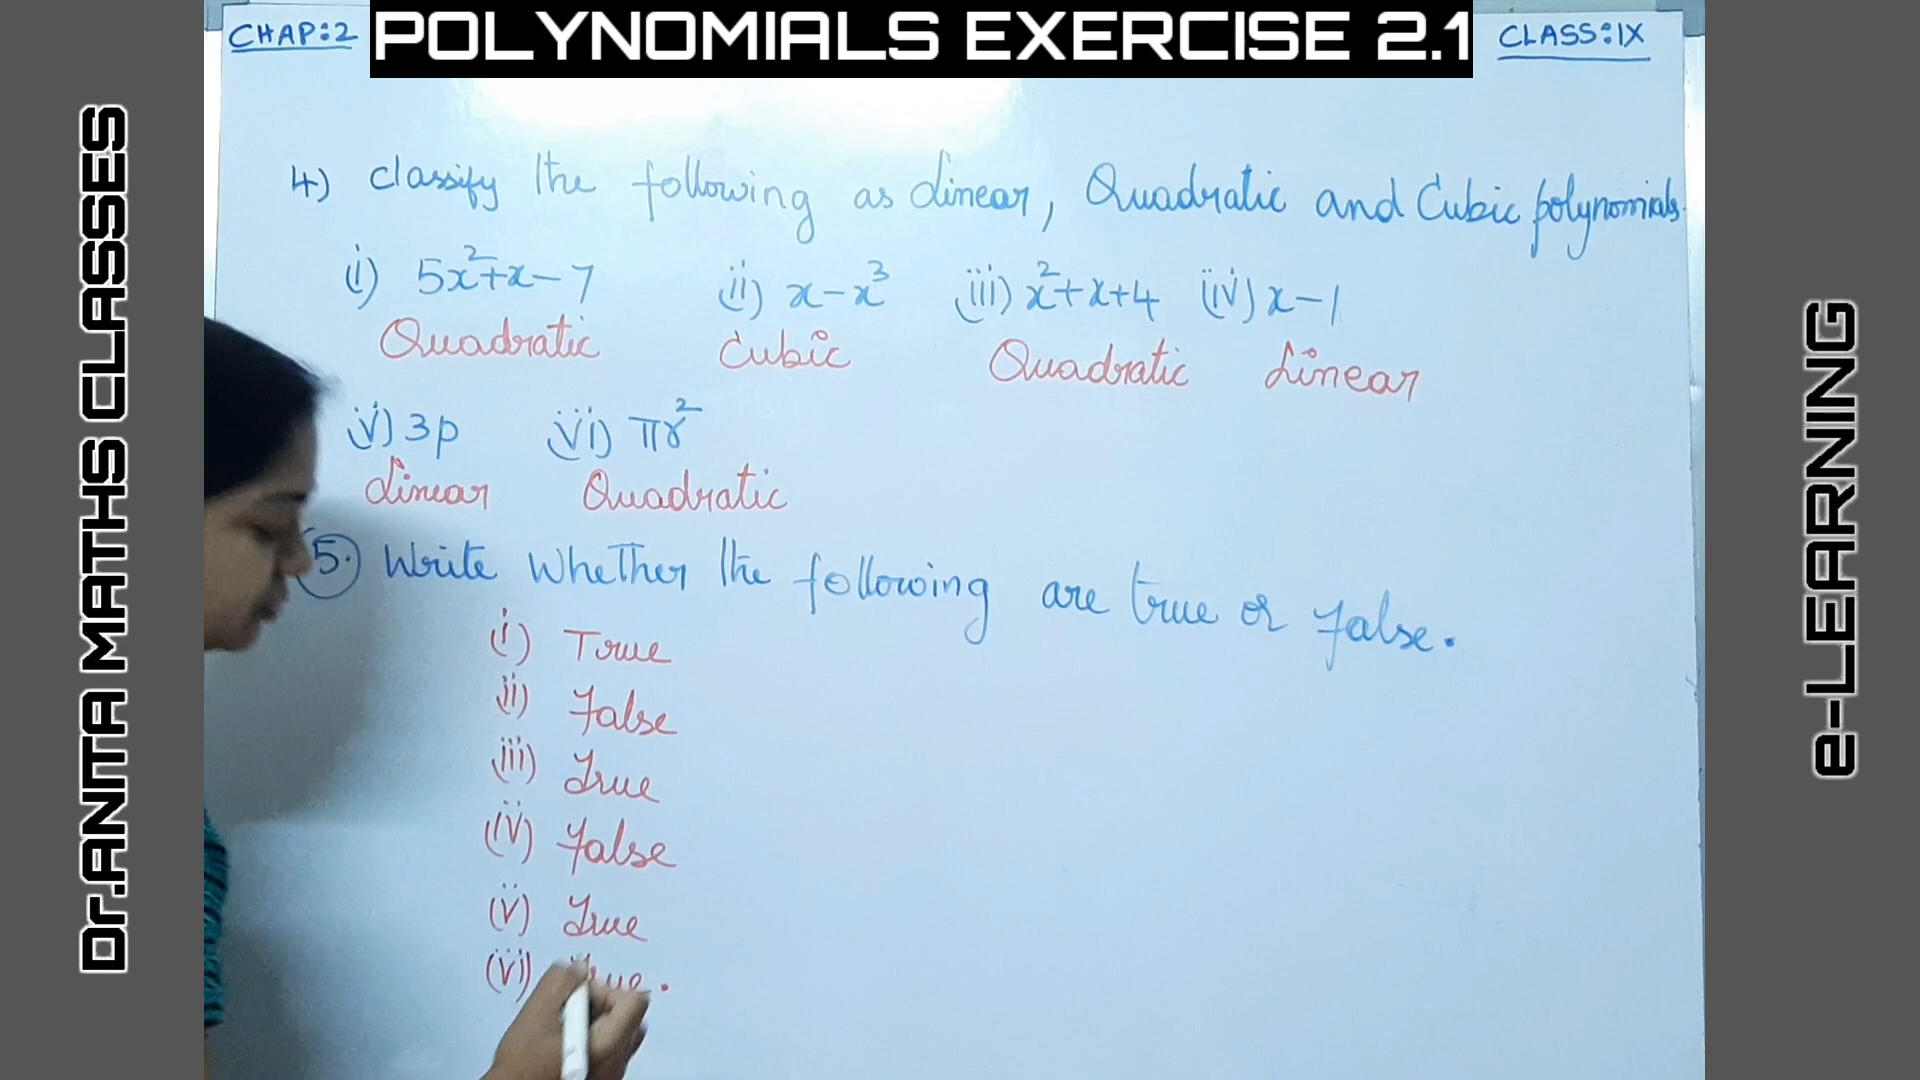 CHAP:2 POLYNOMIALS EXERCISE 2.1 CLASS:IX
Dr.ANITA MATHS CLASSES
e-LEARNING
4) Classify the following as Linear, Quadratic and Cubic polynomials.
(i) 5x²+x-7 (ii) x-x³ (iii) x²+x+4 (iv) x-1
Quadratic Cubic Quadratic Linear
(v) 3p (vi) πr²
Linear Quadratic
5. Write whether the following are true or false.
(i) True
(ii) False
(iii) True
(iv) False
(v) True
(vi) True.